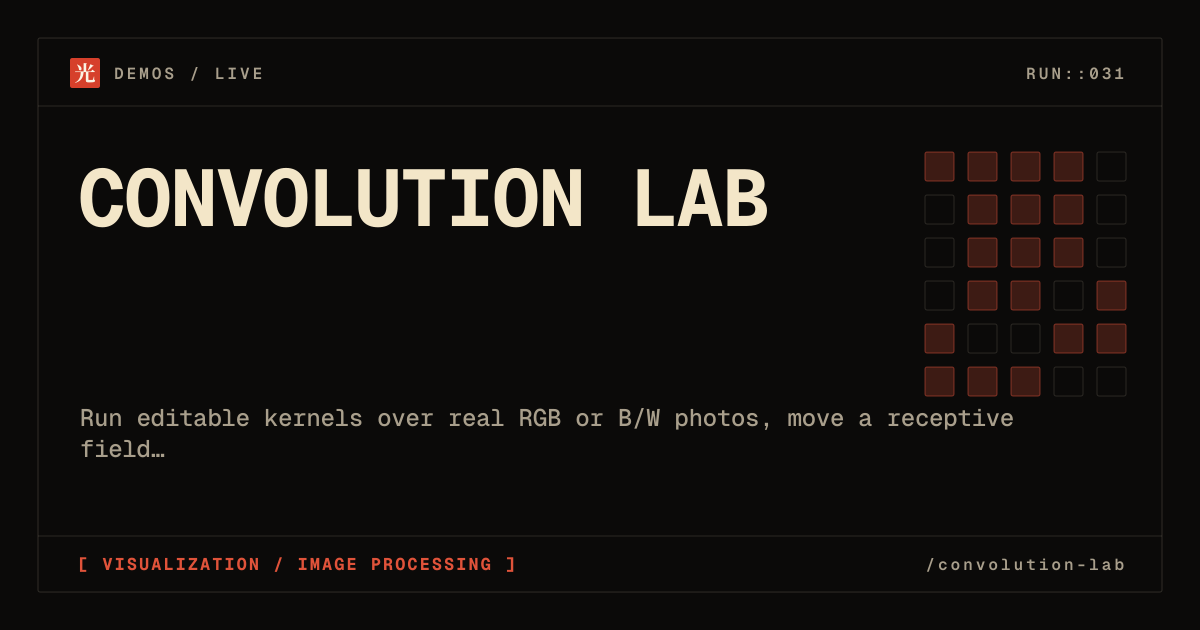 光 DEMOS / LIVE
RUN::031
CONVOLUTION LAB
Run editable kernels over real RGB or B/W photos, move a receptive
field…
[ VISUALIZATION / IMAGE PROCESSING ]
/convolution-lab